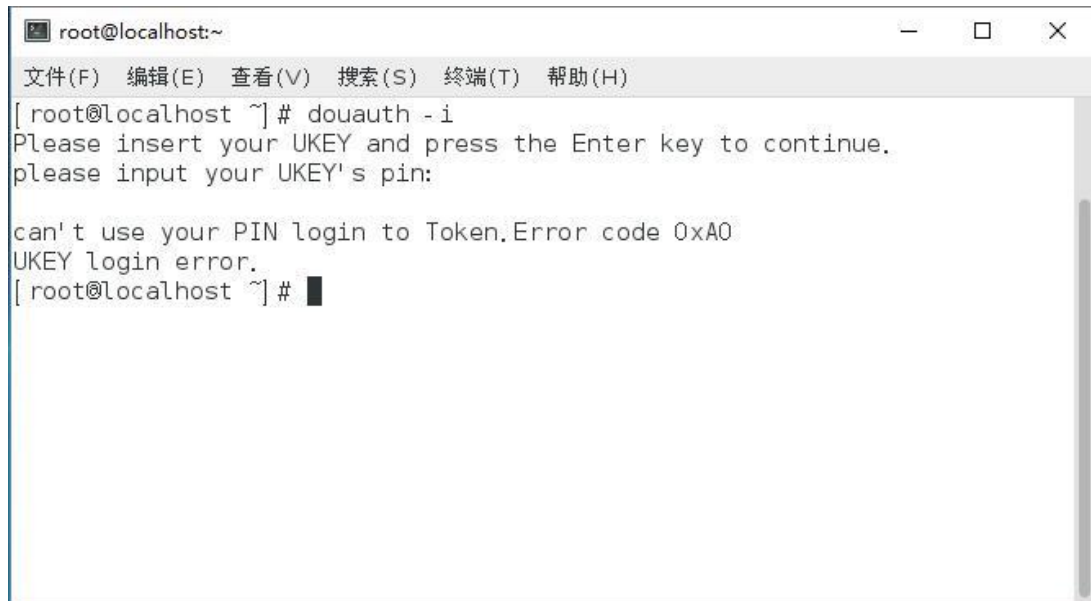 root@localhost:~
文件(F) 编辑(E) 查看(V) 搜索(S) 终端(T) 帮助(H)
[root@localhost ~]# douauth -i
Please insert your UKEY and press the Enter key to continue.
please input your UKEY's pin:
can't use your PIN login to Token.Error code 0xA0
UKEY login error.
[root@localhost ~]#